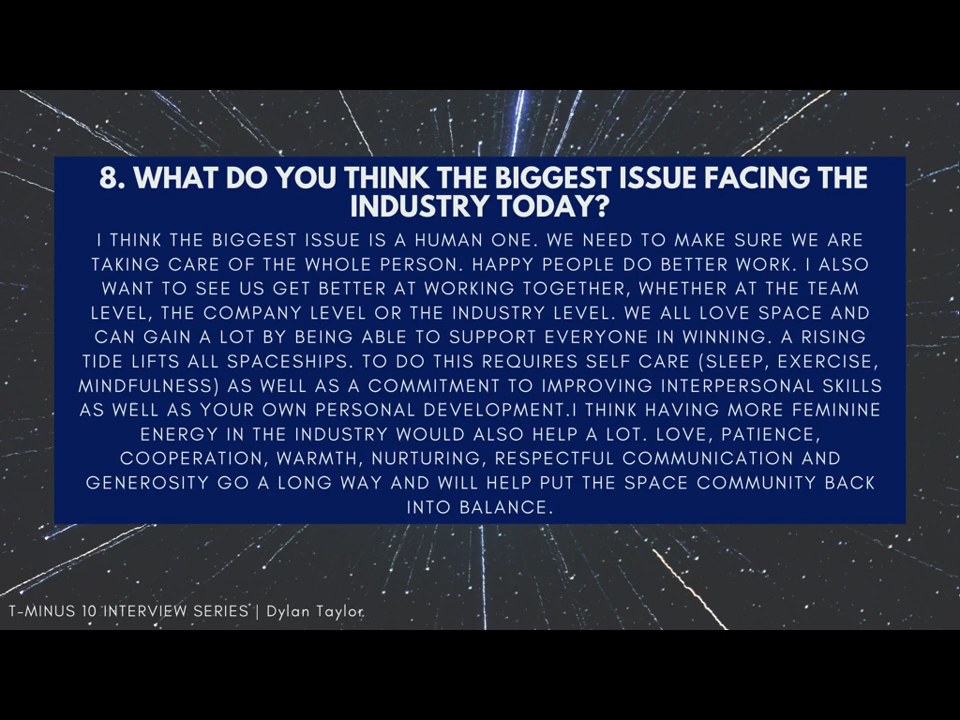 8. WHAT DO YOU THINK THE BIGGEST ISSUE FACING THE
INDUSTRY TODAY?
I THINK THE BIGGEST ISSUE IS A HUMAN ONE. WE NEED TO MAKE SURE WE ARE
TAKING CARE OF THE WHOLE PERSON. HAPPY PEOPLE DO BETTER WORK. I ALSO
WANT TO SEE US GET BETTER AT WORKING TOGETHER, WHETHER AT THE TEAM
LEVEL, THE COMPANY LEVEL OR THE INDUSTRY LEVEL. WE ALL LOVE SPACE AND
CAN GAIN A LOT BY BEING ABLE TO SUPPORT EVERYONE IN WINNING. A RISING
TIDE LIFTS ALL SPACESHIPS. TO DO THIS REQUIRES SELF CARE (SLEEP, EXERCISE,
MINDFULNESS) AS WELL AS A COMMITMENT TO IMPROVING INTERPERSONAL SKILLS
AS WELL AS YOUR OWN PERSONAL DEVELOPMENT.I THINK HAVING MORE FEMININE
ENERGY IN THE INDUSTRY WOULD ALSO HELP A LOT. LOVE, PATIENCE,
COOPERATION, WARMTH, NURTURING, RESPECTFUL COMMUNICATION AND
GENEROSITY GO A LONG WAY AND WILL HELP PUT THE SPACE COMMUNITY BACK
INTO BALANCE.
T-MINUS 10 INTERVIEW SERIES | Dylan Taylor